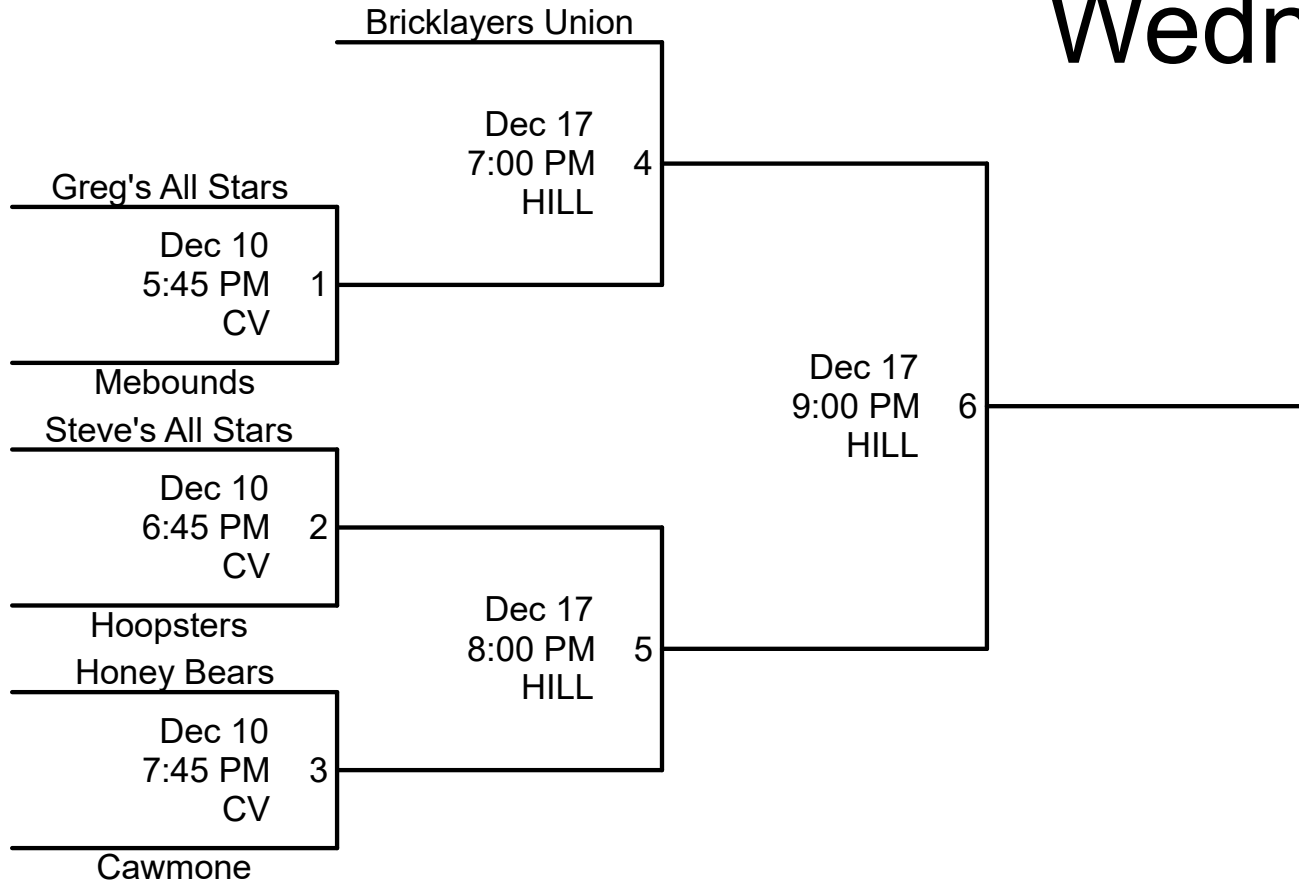 Bricklayers Union
Dec 17
7:00 PM 4
HILL
Greg's All Stars
Dec 10
5:45 PM 1
CV
Mebounds
Steve's All Stars
Dec 10
6:45 PM 2
CV
Hoopsters
Honey Bears
Dec 10
7:45 PM 3
CV
Cawmone
Dec 17
8:00 PM 5
HILL
Dec 17
9:00 PM 6
HILL